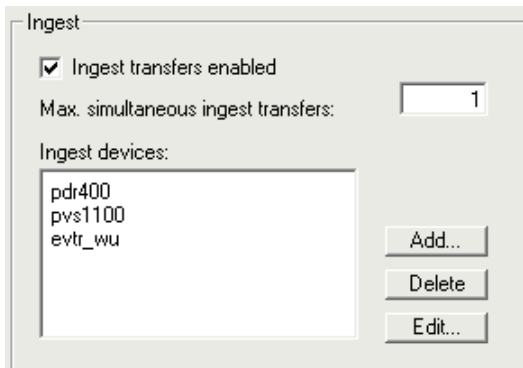 Ingest
Ingest transfers enabled
Max. simultaneous ingest transfers: 1
Ingest devices:
pdr400
pvs1100
evtr_wu
Add...
Delete
Edit...